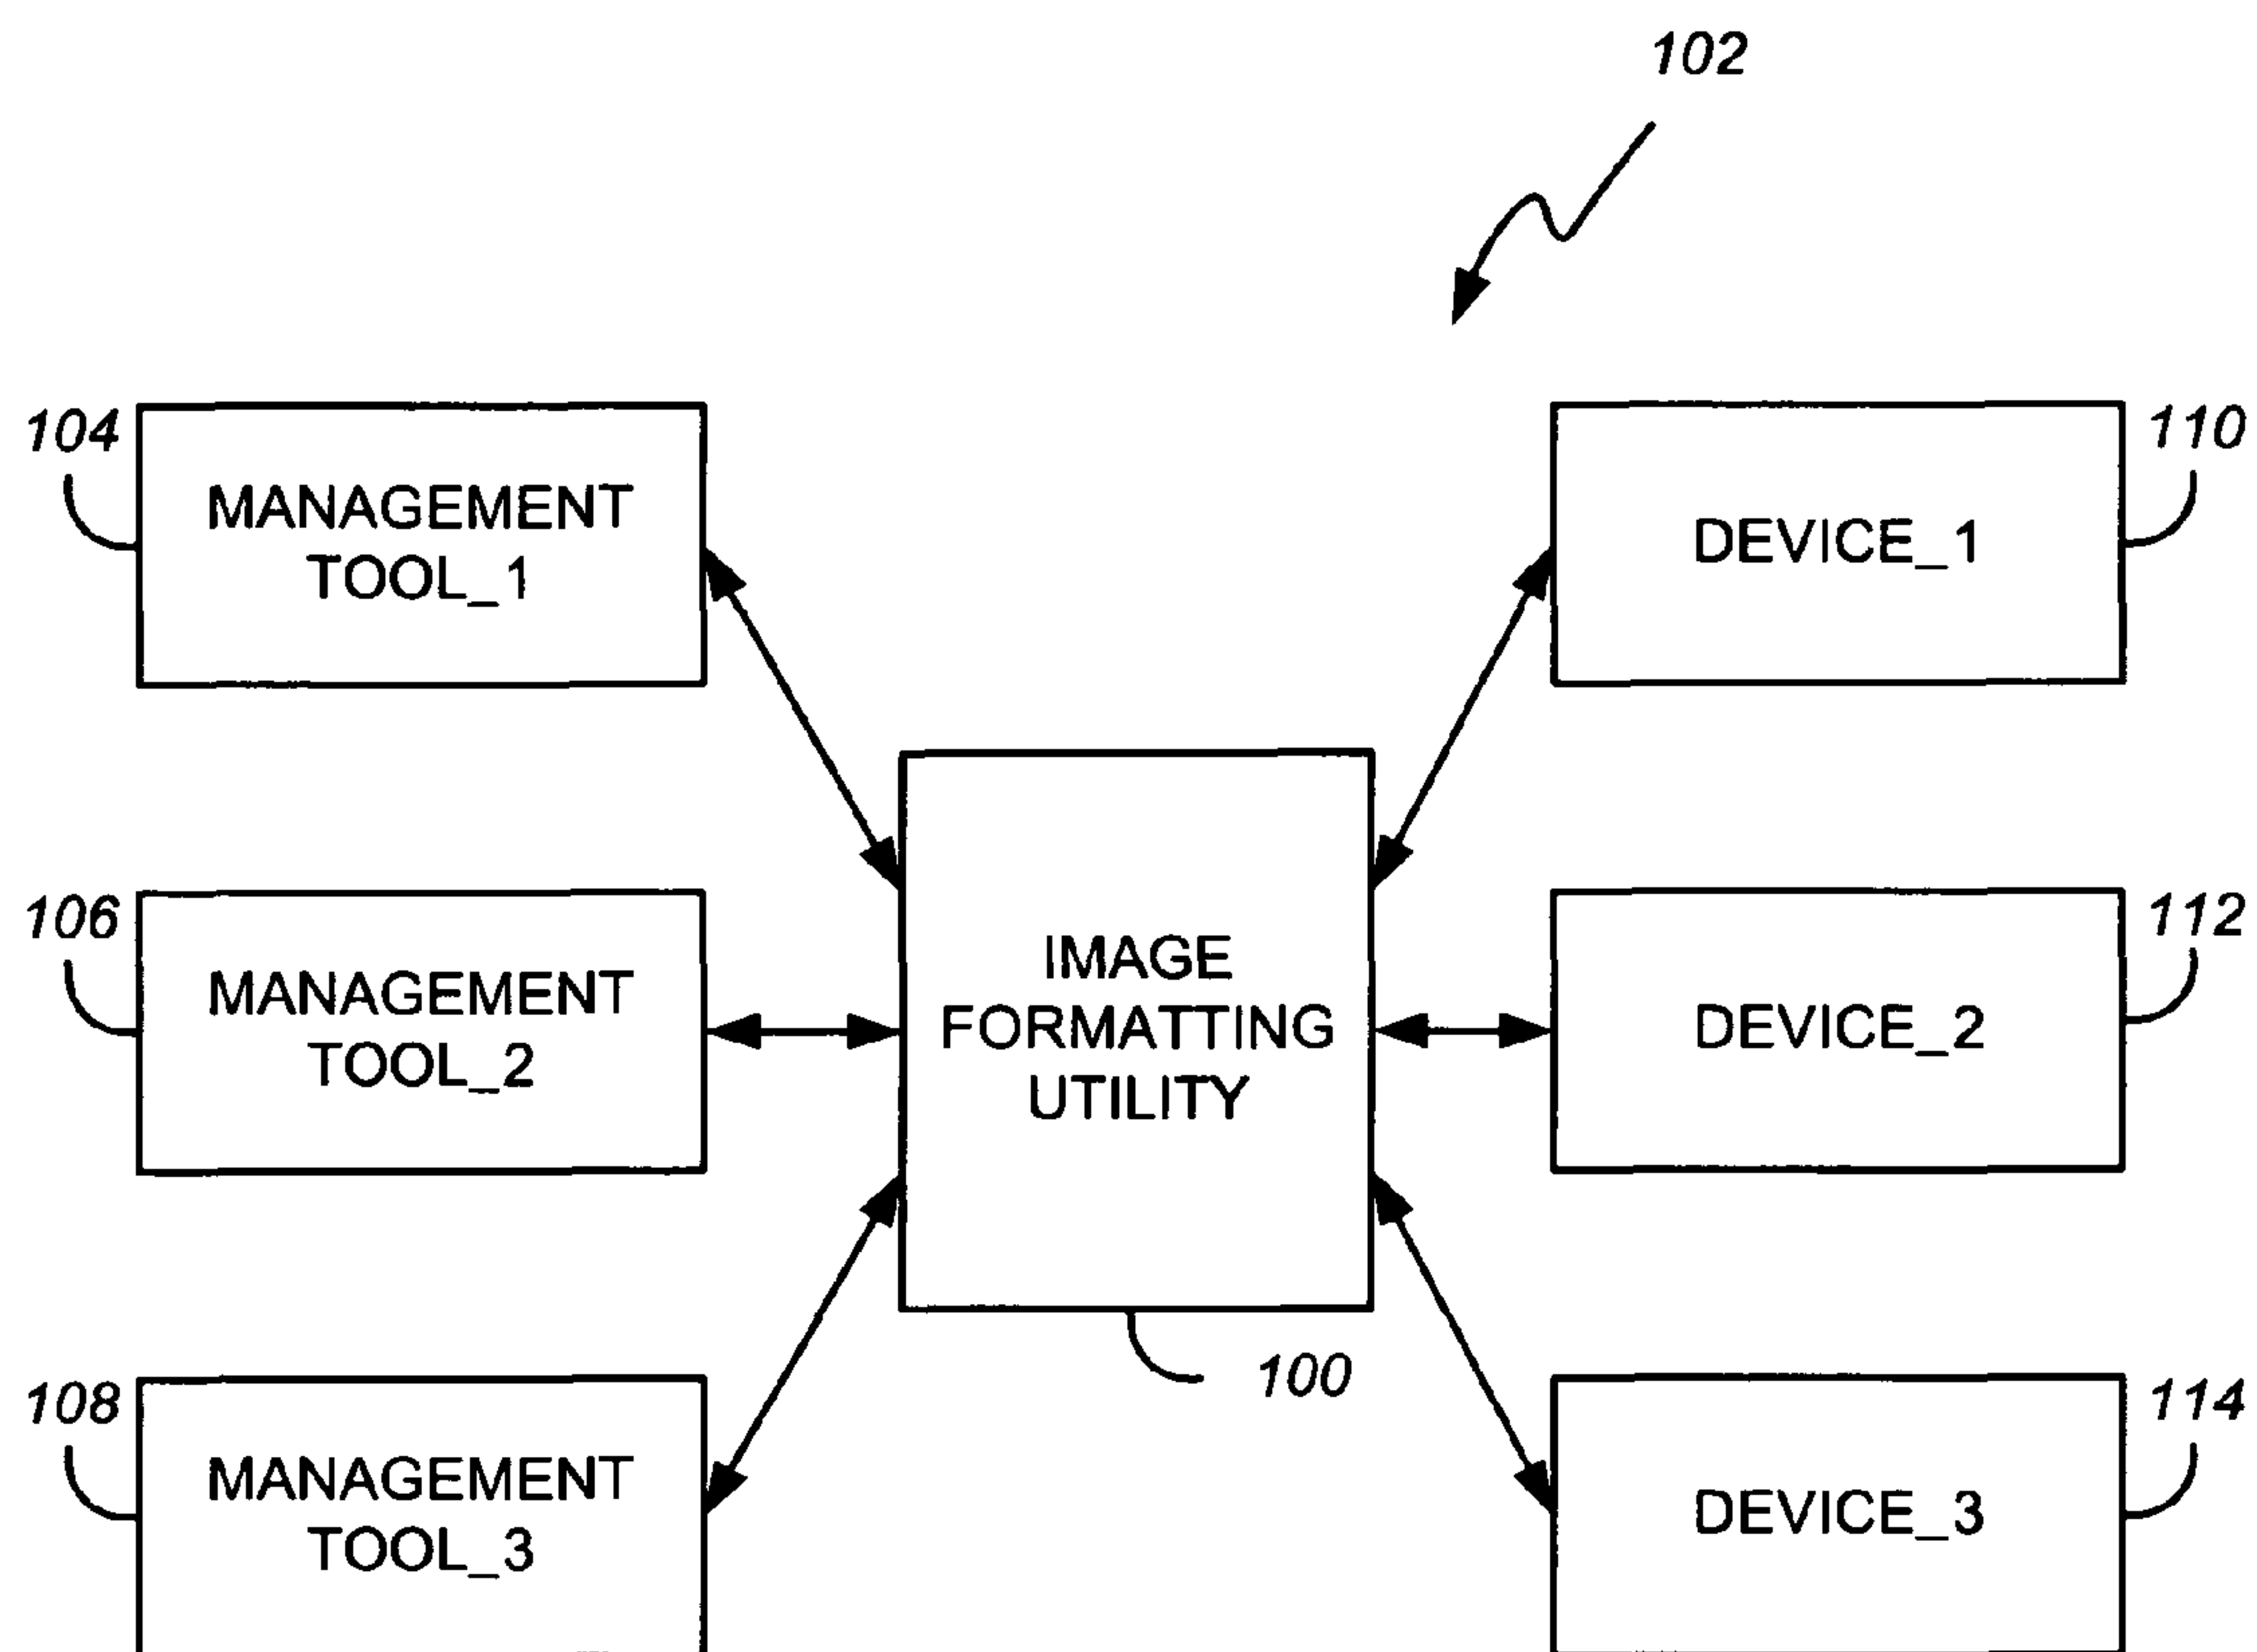 102
104
MANAGEMENT
TOOL_1
110
DEVICE_1
106
MANAGEMENT
TOOL_2
IMAGE
FORMATTING
UTILITY
112
DEVICE_2
100
108
MANAGEMENT
TOOL_3
114
DEVICE_3